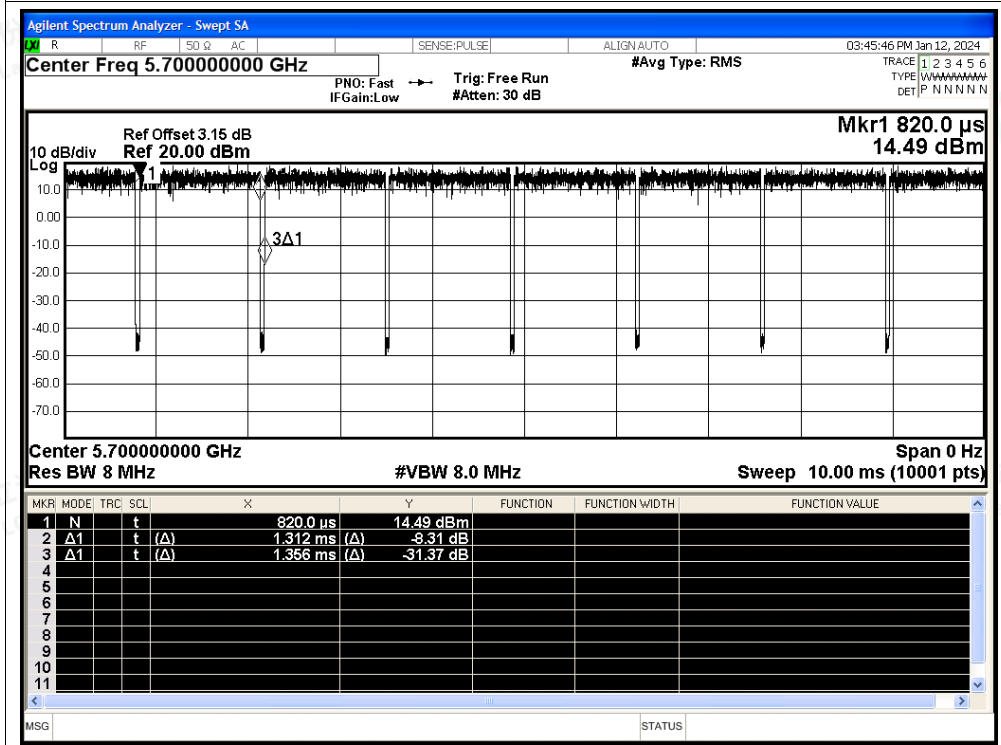 Agilent Spectrum Analyzer - Swept SA
LXI R RF 50 Ω AC SENSE:PULSE ALIGN AUTO 03:45:46 PM Jan 12, 2024
Center Freq 5.700000000 GHz #Avg Type: RMS TRACE 1 2 3 4 5 6
PNO: Fast Trig: Free Run TYPE
IFGain:Low #Atten: 30 dB DET P N N N N N
Mkr1 820.0 µs
Ref Offset 3.15 dB
10 dB/div Ref 20.00 dBm 14.49 dBm
Log
1
10.0
0.00
3Δ1
-10.0
-20.0
-30.0
-40.0
-50.0
-60.0
-70.0
Center 5.700000000 GHz Span 0 Hz
Res BW 8 MHz #VBW 8.0 MHz Sweep 10.00 ms (10001 pts)
MKR MODE TRC SCL X Y FUNCTION FUNCTION WIDTH FUNCTION VALUE
1 N t 820.0 µs 14.49 dBm
2 Δ1 t (Δ) 1.312 ms (Δ) -8.31 dB
3 Δ1 t (Δ) 1.356 ms (Δ) -31.37 dB
4
5
6
7
8
9
10
11
MSG STATUS